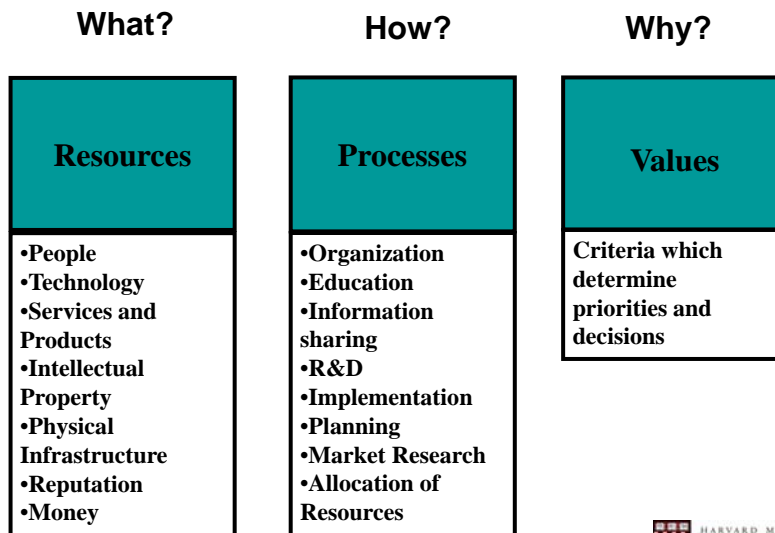 What?
How?
Why?
Resources
Processes
Values
•People
•Technology
•Services and
Products
•Intellectual
Property
•Physical
Infrastructure
•Reputation
•Money
•Organization
•Education
•Information
sharing
•R&D
•Implementation
•Planning
•Market Research
•Allocation of
Resources
Criteria which
determine
priorities and
decisions
HARVARD M